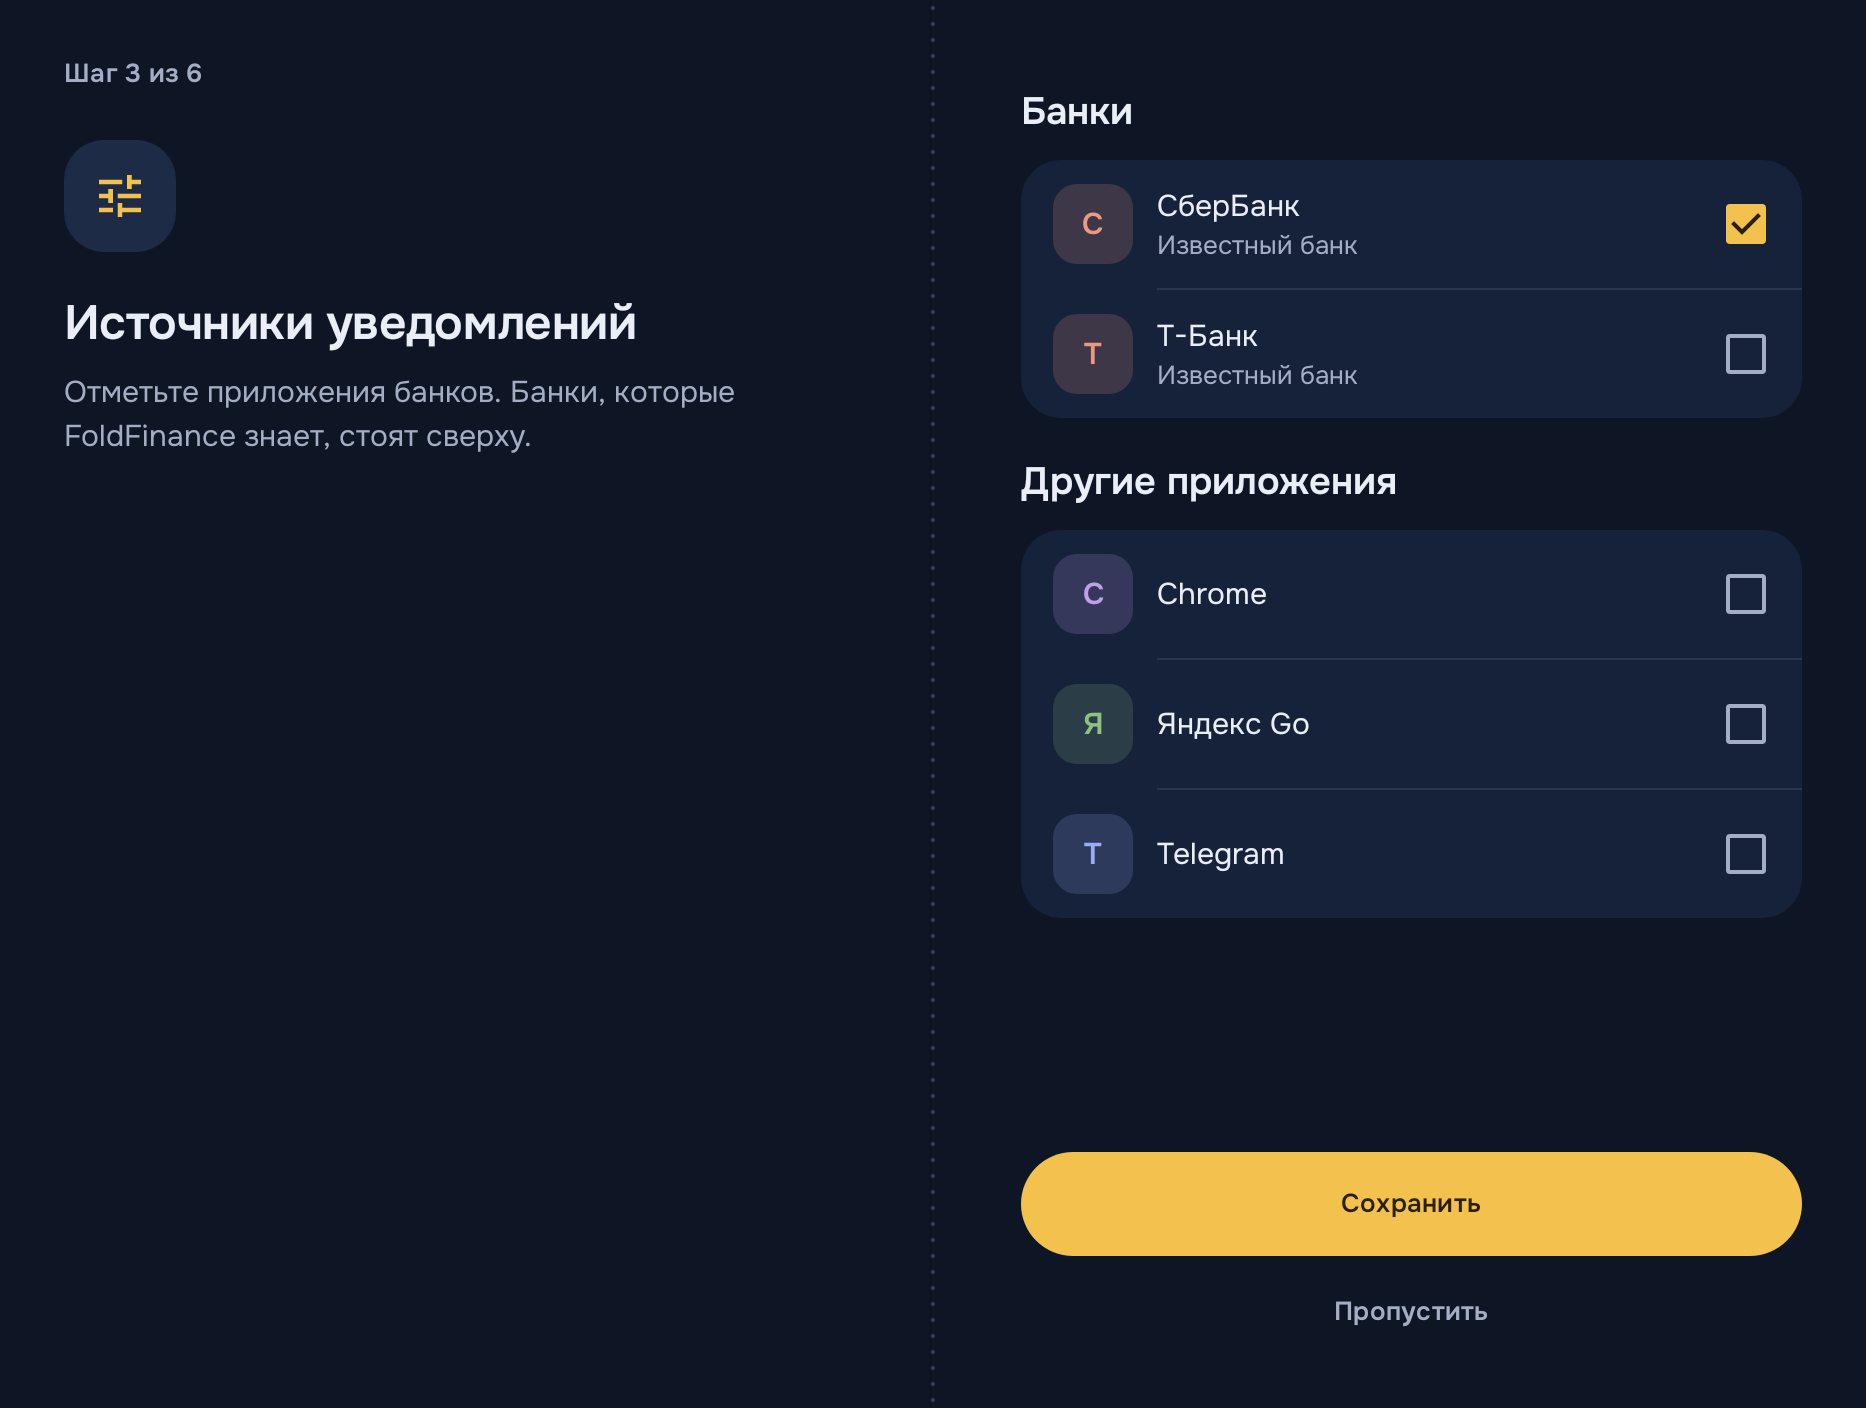 Шаг 3 из 6
Источники уведомлений
Отметьте приложения банков. Банки, которые
FoldFinance знает, стоят сверху.
Банки
С
СберБанк
Известный банк
Т
Т-Банк
Известный банк
Другие приложения
C
Chrome
Я
Яндекс Go
T
Telegram
Сохранить
Пропустить